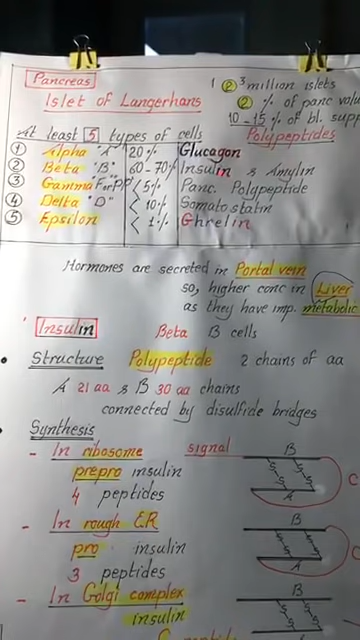 Pancreas
1 - 3 million islets
Islet of Langerhans
2 % of panc
10 - 15 % of bl.
At least 5 types of cells
Polypeptides
1 Alpha "A" 20 % Glucagon
2 Beta "B" 60 - 70 % Insulin & Amylin
3 Gamma "F or PP" < 5 % Panc. Polypeptide
4 Delta "D" < 10 % Somatostatin
5 Epsilon < 1 % Ghrelin
Hormones are secreted in Portal vein
so, higher conc in Liver
as they have imp. metabolic
Insulin Beta B cells
• Structure Polypeptide 2 chains of aa
A 21 aa & B 30 aa chains
connected by disulfide bridges
• Synthesis
- In ribosome signal B
prepro insulin S S S S C
4 peptides A
- In rough ER B
pro insulin S S S S C
3 peptides A
- In Golgi complex B
insulin S S